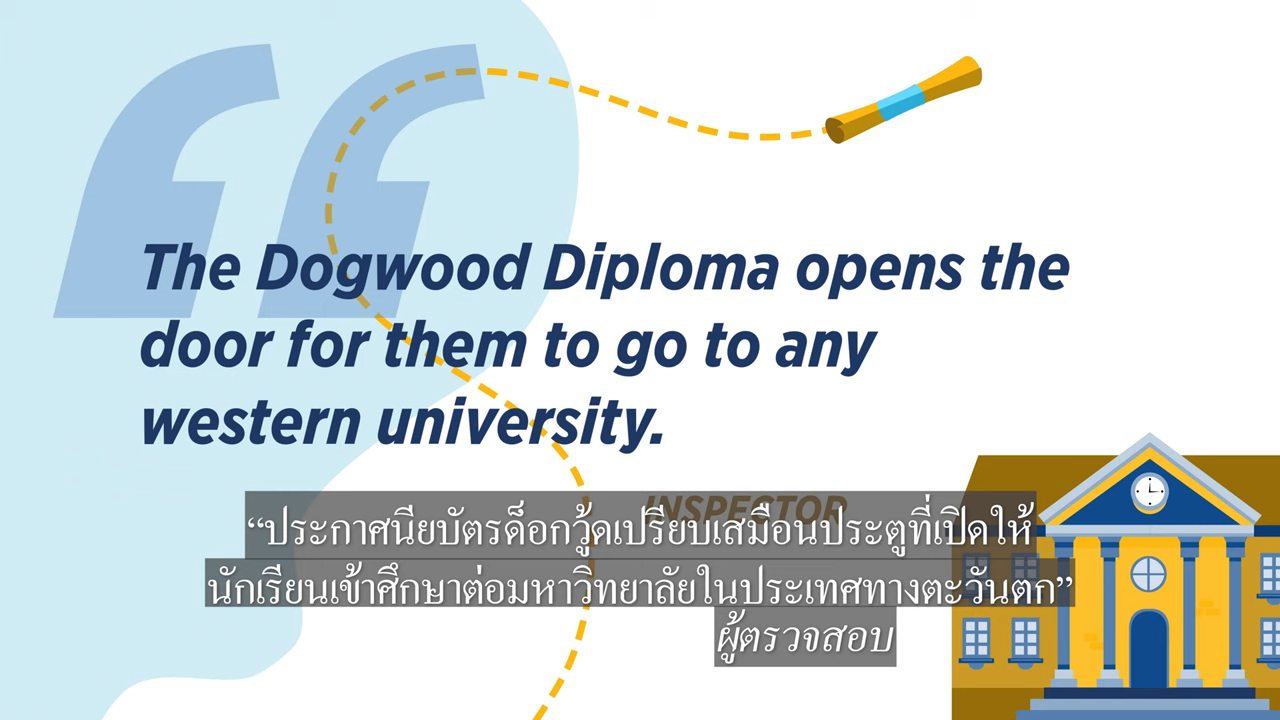 The Dogwood Diploma opens the
door for them to go to any
western university.
INSPECTOR
“ประกาศนียบัตรด็อกวู้ดเปรียบเสมือนประตูที่เปิดให้
นักเรียนเข้าศึกษาต่อมหาวิทยาลัยในประเทศทางตะวันตก”
ผู้ตรวจสอบ